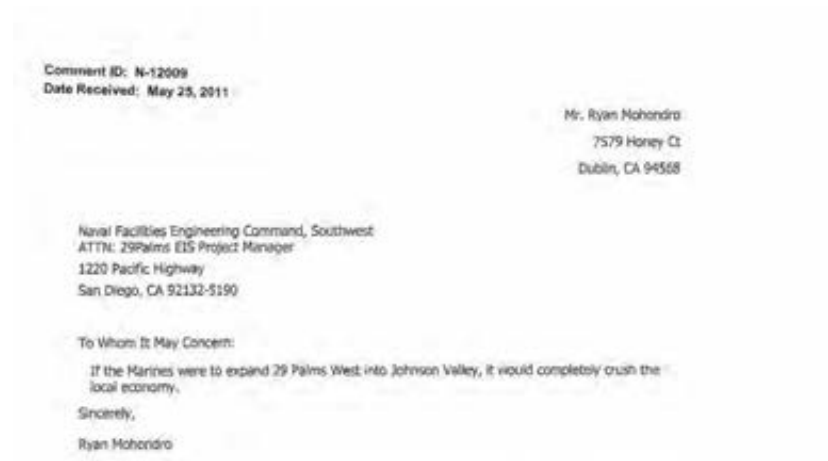 Comment ID: N-12009
Date Received: May 25, 2011
Mr. Ryan Mohondro
7579 Honey Ct
Dublin, CA 94568
Naval Facilities Engineering Command, Southwest
ATTN: 29Palms EIS Project Manager
1220 Pacific Highway
San Diego, CA 92132-5190
To Whom It May Concern:
If the Marines were to expand 29 Palms West into Johnson Valley, it would completely crush the
local economy.
Sincerely,
Ryan Mohondro